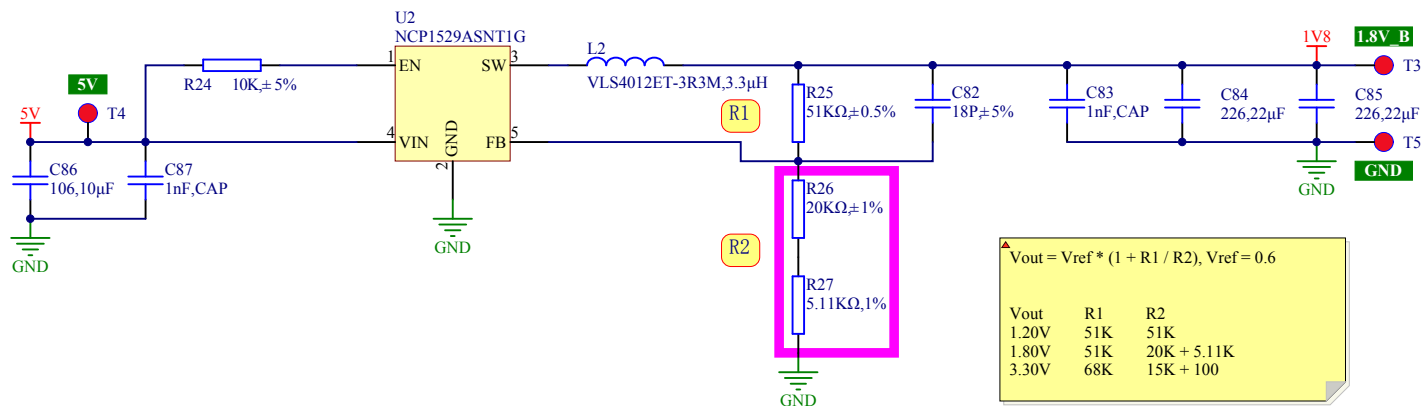 U2
NCP1529ASNT1G
1 EN
SW 3
4 VIN
FB 5
GND
2
GND
R24 10K,±5%
5V
T4
5V
C86
106,10μF
C87
1nF,CAP
GND
L2
VLS4012ET-3R3M,3.3μH
R1
R25
51KΩ,±0.5%
C82
18P,±5%
C83
1nF,CAP
C84
226,22μF
C85
226,22μF
1V8
1.8V_B
T3
T5
GND
GND
R2
R26
20KΩ,±1%
R27
5.11KΩ,1%
GND
Vout = Vref * (1 + R1 / R2), Vref = 0.6
Vout R1 R2
1.20V 51K 51K
1.80V 51K 20K + 5.11K
3.30V 68K 15K + 100